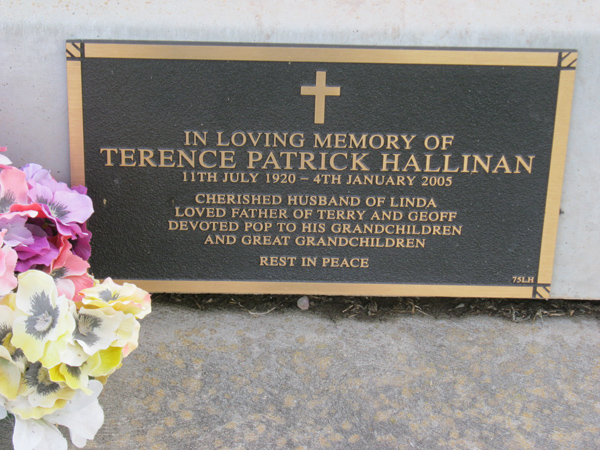 IN LOVING MEMORY OF
TERENCE PATRICK HALLINAN
11TH JULY 1920 – 4TH JANUARY 2005
CHERISHED HUSBAND OF LINDA
LOVED FATHER OF TERRY AND GEOFF
DEVOTED POP TO HIS GRANDCHILDREN
AND GREAT GRANDCHILDREN
REST IN PEACE
75LH